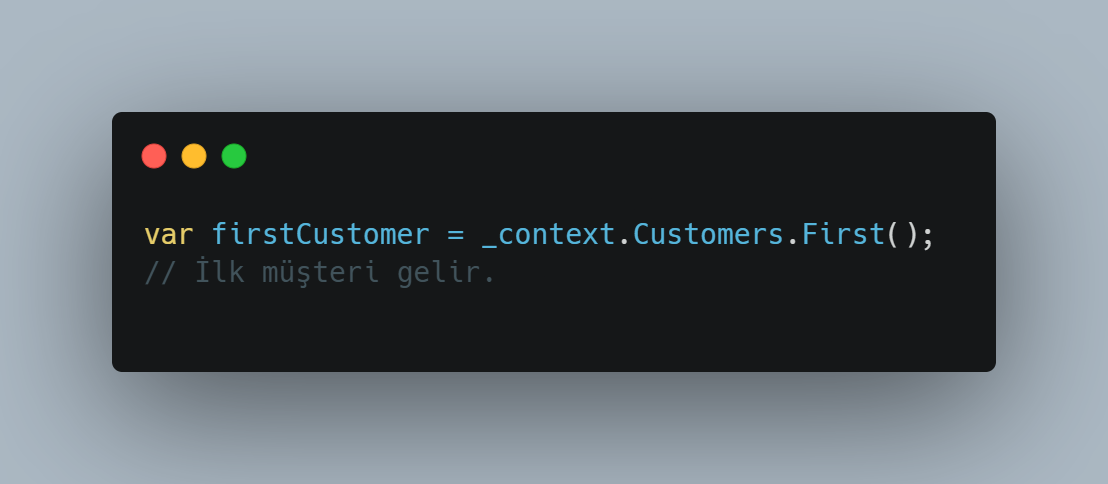 var firstCustomer = _context.Customers.First();
// İlk müşteri gelir.